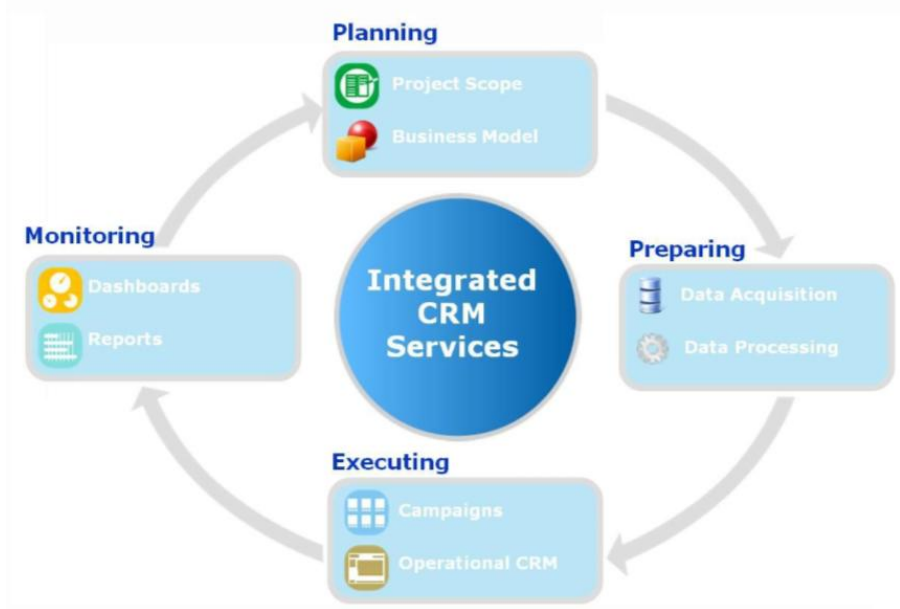 Planning
Project Scope
Business Model
Monitoring
Dashboards
Reports
Integrated
CRM
Services
Preparing
Data Acquisition
Data Processing
Executing
Campaigns
Operational CRM